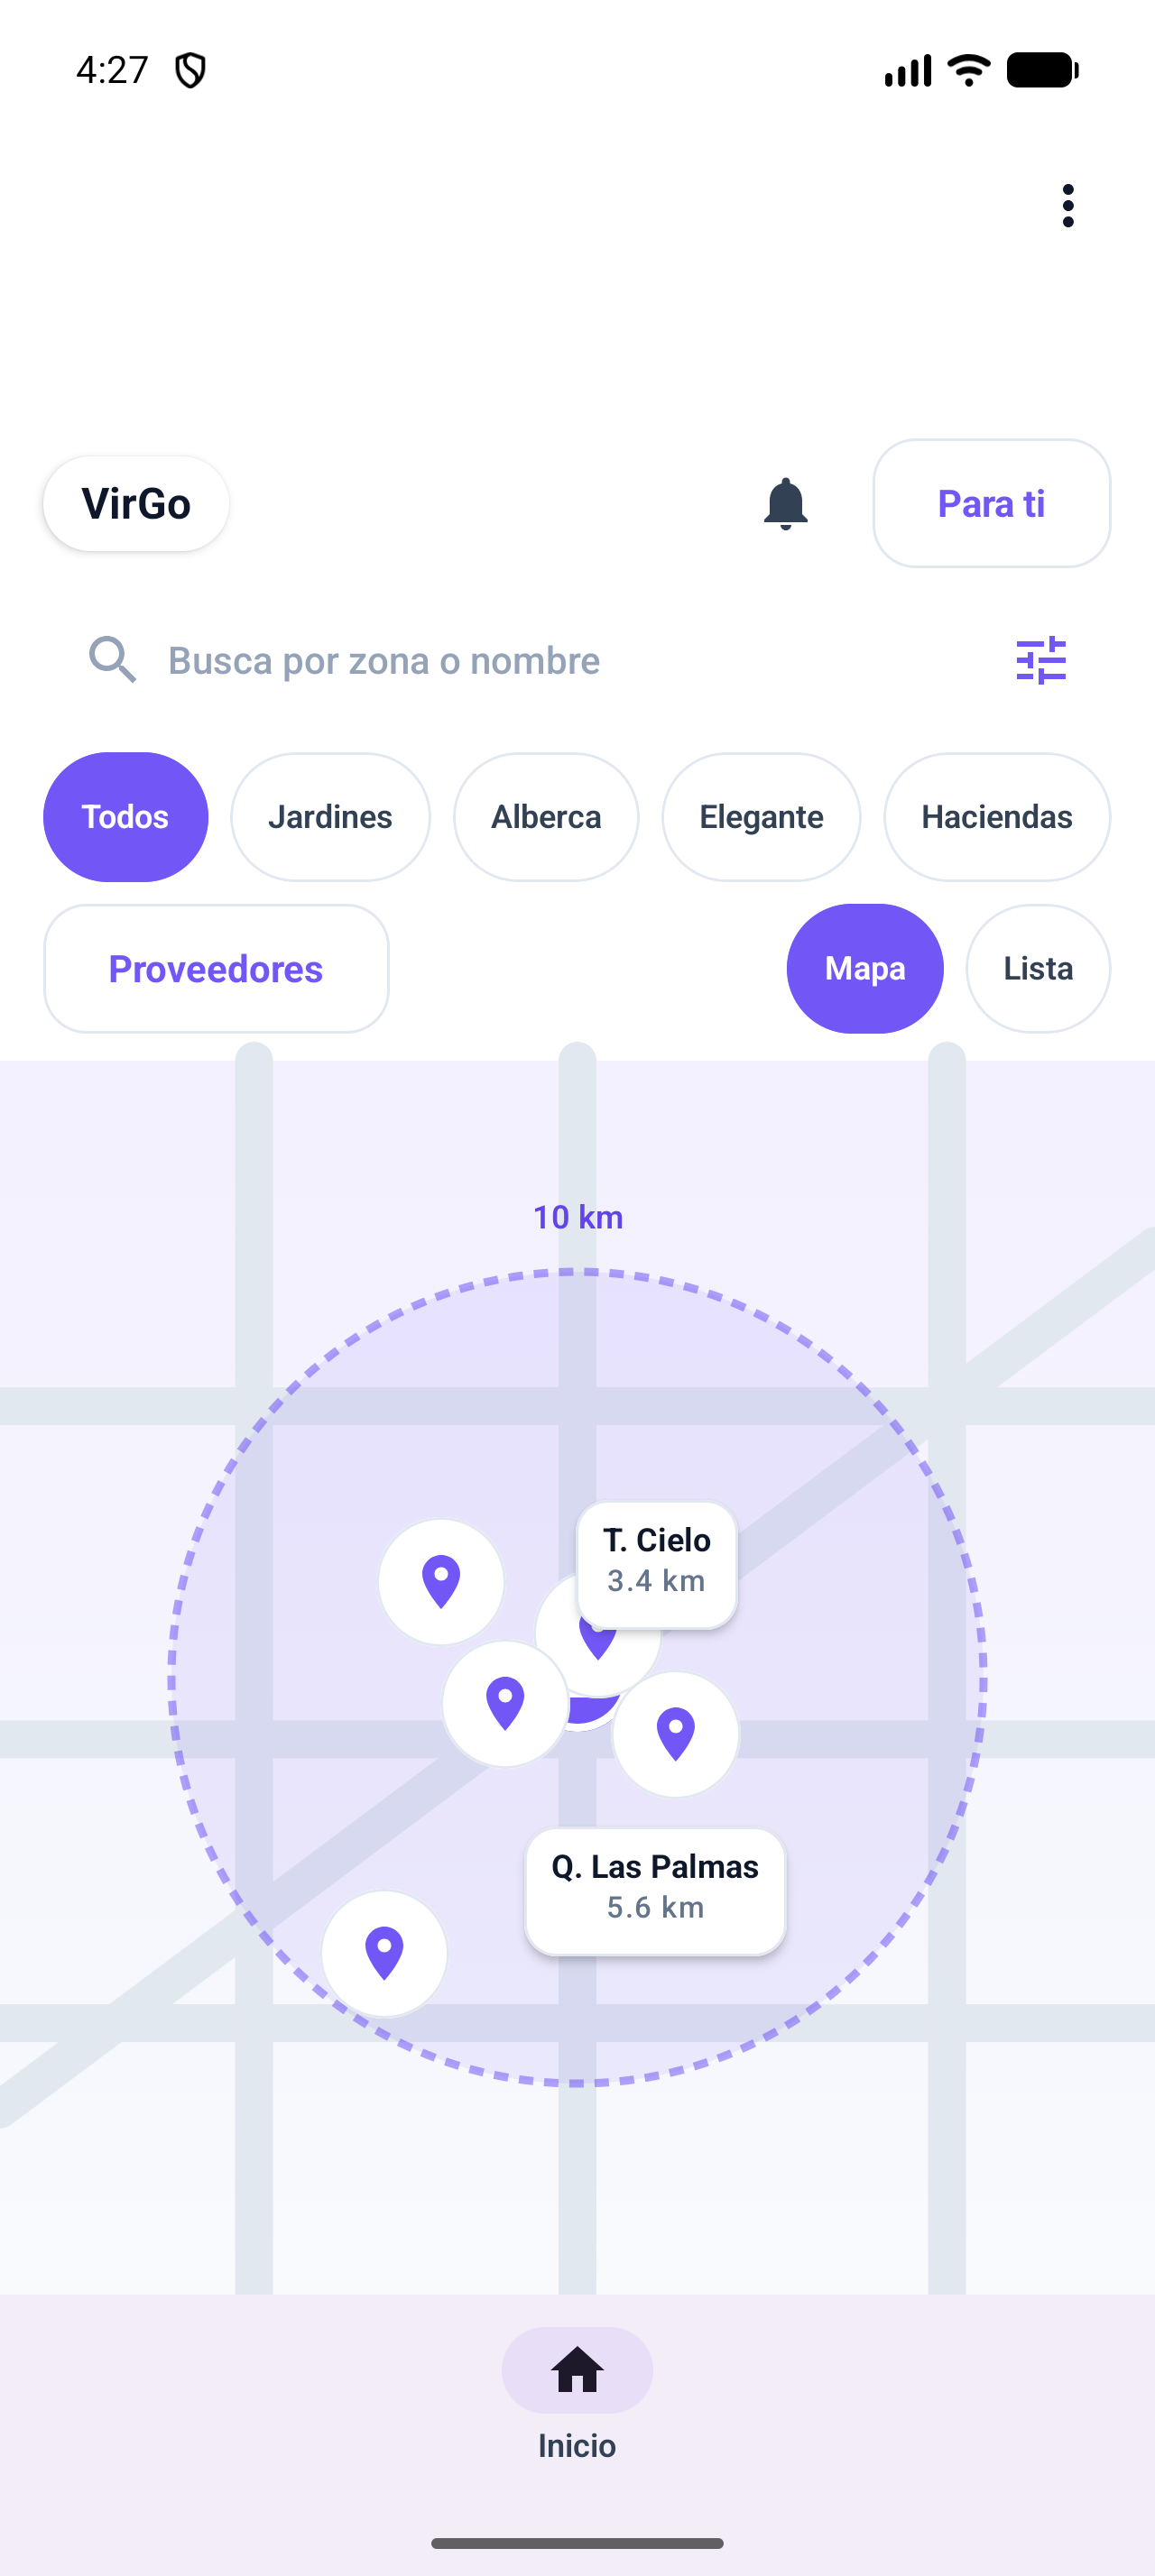 4:27
VirGo
Para ti
Busca por zona o nombre
Todos
Jardines
Alberca
Elegante
Haciendas
Proveedores
Mapa
Lista
10 km
T. Cielo
3.4 km
Q. Las Palmas
5.6 km
Inicio